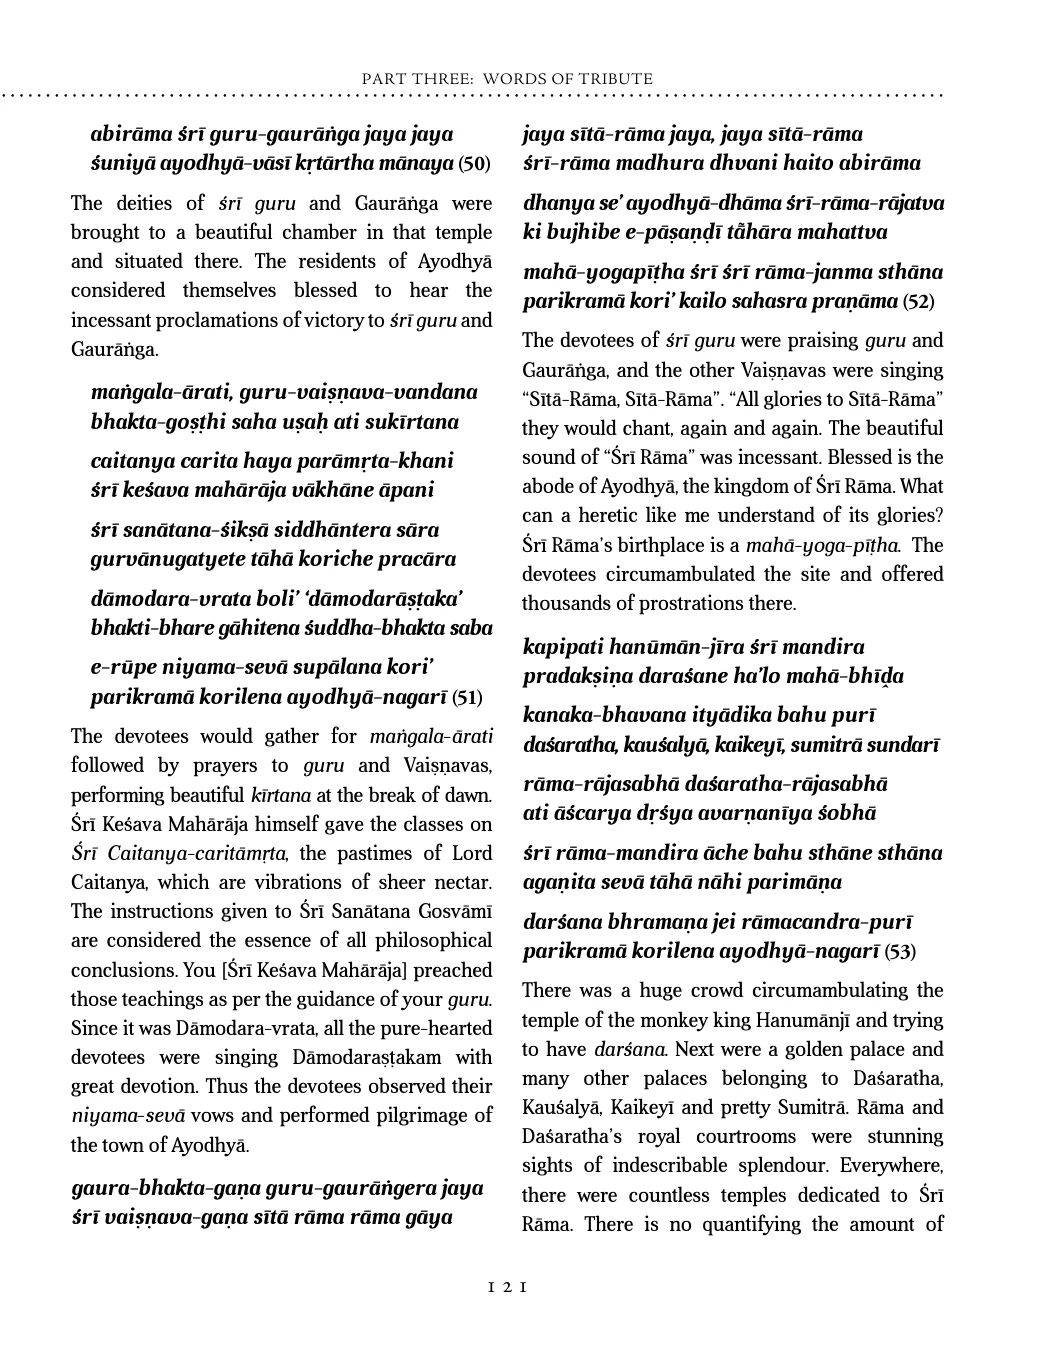 PART THREE: WORDS OF TRIBUTE
abirāma śrī guru-gaurāṅga jaya jaya
śuniyā ayodhyā-vāsī kṛtārtha mānaya (50)
The deities of śrī guru and Gaurāṅga were
brought to a beautiful chamber in that temple
and situated there. The residents of Ayodhyā
considered themselves blessed to hear the
incessant proclamations of victory to śrī guru and
Gaurāṅga.
maṅgala-ārati, guru-vaiṣṇava-vandana
bhakta-goṣṭhi saha uṣaḥ ati sukīrtana
caitanya carita haya parāmṛta-khani
śrī keśava mahārāja vākhāne āpani
śrī sanātana-śikṣā siddhāntera sāra
gurvānugatyete tāhā koriche pracāra
dāmodara-vrata boli’ ‘dāmodarāṣṭaka’
bhakti-bhare gāhitena śuddha-bhakta saba
e-rūpe niyama-sevā supālana kori’
parikramā korilena ayodhyā-nagarī (51)
The devotees would gather for maṅgala-ārati
followed by prayers to guru and Vaiṣṇavas,
performing beautiful kīrtana at the break of dawn.
Śrī Keśava Mahārāja himself gave the classes on
Śrī Caitanya-caritāmṛta, the pastimes of Lord
Caitanya, which are vibrations of sheer nectar.
The instructions given to Śrī Sanātana Gosvāmī
are considered the essence of all philosophical
conclusions. You [Śrī Keśava Mahārāja] preached
those teachings as per the guidance of your guru.
Since it was Dāmodara-vrata, all the pure-hearted
devotees were singing Dāmodaraṣṭakam with
great devotion. Thus the devotees observed their
niyama-sevā vows and performed pilgrimage of
the town of Ayodhyā.
gaura-bhakta-gaṇa guru-gaurāṅgera jaya
śrī vaiṣṇava-gaṇa sītā rāma rāma gāya
jaya sītā-rāma jaya, jaya sītā-rāma
śrī-rāma madhura dhvani haito abirāma
dhanya se’ ayodhyā-dhāma śrī-rāma-rājatva
ki bujhibe e-pāṣaṇḍī tā̃hāra mahattva
mahā-yogapīṭha śrī śrī rāma-janma sthāna
parikramā kori’ kailo sahasra praṇāma (52)
The devotees of śrī guru were praising guru and
Gaurāṅga, and the other Vaiṣṇavas were singing
“Sītā-Rāma, Sītā-Rāma”. “All glories to Sītā-Rāma”
they would chant, again and again. The beautiful
sound of “Śrī Rāma” was incessant. Blessed is the
abode of Ayodhyā, the kingdom of Śrī Rāma. What
can a heretic like me understand of its glories?
Śrī Rāma’s birthplace is a mahā-yoga-pīṭha. The
devotees circumambulated the site and offered
thousands of prostrations there.
kapipati hanūmān-jīra śrī mandira
pradakṣiṇa daraśane ha’lo mahā-bhīḍa
kanaka-bhavana ityādika bahu purī
daśaratha, kauśalyā, kaikeyī, sumitrā sundarī
rāma-rājasabhā daśaratha-rājasabhā
ati āścarya dṛśya avarṇanīya śobhā
śrī rāma-mandira āche bahu sthāne sthāna
agaṇita sevā tāhā nāhi parimāṇa
darśana bhramaṇa jei rāmacandra-purī
parikramā korilena ayodhyā-nagarī (53)
There was a huge crowd circumambulating the
temple of the monkey king Hanumānjī and trying
to have darśana. Next were a golden palace and
many other palaces belonging to Daśaratha,
Kauśalyā, Kaikeyī and pretty Sumitrā. Rāma and
Daśaratha’s royal courtrooms were stunning
sights of indescribable splendour. Everywhere,
there were countless temples dedicated to Śrī
Rāma. There is no quantifying the amount of
121